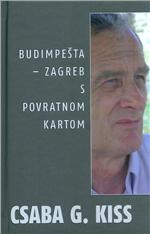 BUDIMPEŠTA
– ZAGREB
S
POVRATNOM
KARTOM
CSABA G. KISS